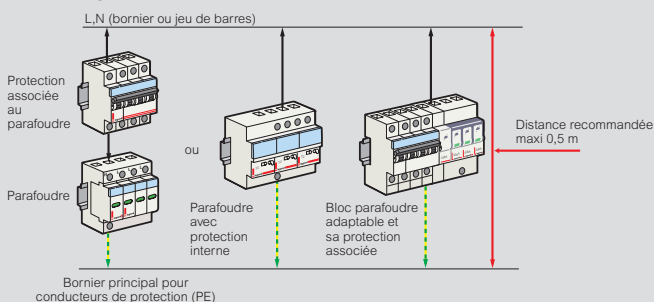 L,N (bornier ou jeu de barres)
Protection
associée
au
parafoudre
Parafoudre
ou
Parafoudre
avec
protection
interne
Bloc parafoudre
adaptable et
sa protection
associée
Distance recommandée
maxi 0,5 m
Bornier principal pour
conducteurs de protection (PE)